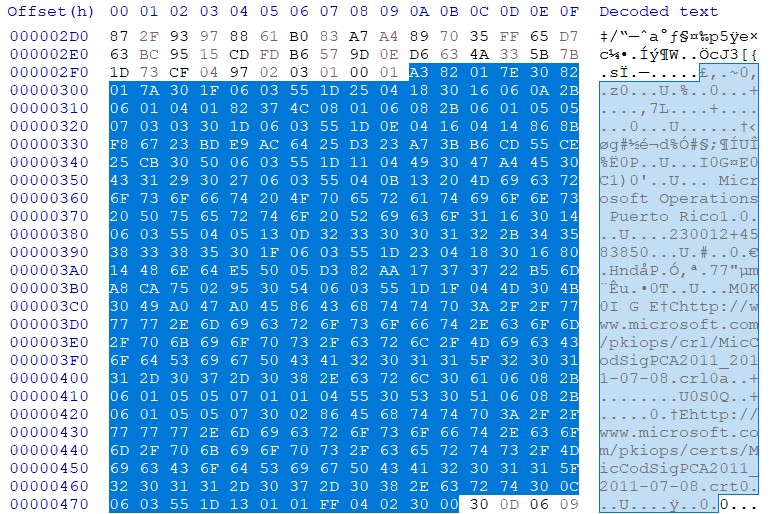 Offset(h) 00 01 02 03 04 05 06 07 08 09 0A 0B 0C 0D 0E 0F Decoded text
000002D0 87 2F 93 97 88 61 B0 83 A7 A4 89 70 35 FF 65 D7 ‡/“—ˆa°ƒ§¤‰p5ÿe×
000002E0 63 BC 95 15 CD FD B6 57 9D 0E D6 63 4A 33 5B 7B c¼•.Íý¶W..ÖcJ3[{
000002F0 1D 73 CF 04 97 02 03 01 00 01 A3 82 01 7E 30 82 .sÏ.—.....£‚.~0‚
00000300 01 7A 30 1F 06 03 55 1D 25 04 18 30 16 06 0A 2B .z0...U.%..0...+
00000310 06 01 04 01 82 37 4C 08 01 06 08 2B 06 01 05 05 ....‚7L....+....
00000320 07 03 03 30 1D 06 03 55 1D 0E 04 16 04 14 86 8B ...0...U......†‹
00000330 F8 67 23 BD E9 AC 64 25 D3 23 A7 3B B6 CD 55 CE øg#½é¬d%Ó#§;¶ÍUÎ
00000340 25 CB 30 50 06 03 55 1D 11 04 49 30 47 A4 45 30 %Ë0P..U...I0G¤E0
00000350 43 31 29 30 27 06 03 55 04 0B 13 20 4D 69 63 72 C1)0'..U... Micr
00000360 6F 73 6F 66 74 20 4F 70 65 72 61 74 69 6F 6E 73 osoft Operations
00000370 20 50 75 65 72 74 6F 20 52 69 63 6F 31 16 30 14 Puerto Rico1.0.
00000380 06 03 55 04 05 13 0D 32 33 30 30 31 32 2B 34 35 ..U....230012+45
00000390 38 33 38 35 30 1F 06 03 55 1D 23 04 18 30 16 80 83850...U.#..0.€
000003A0 14 48 6E 64 E5 50 05 D3 82 AA 17 37 37 22 B5 6D .HndåP.Ó‚ª.77"µm
000003B0 A8 CA 75 02 95 30 54 06 03 55 1D 1F 04 4D 30 4B ¨Êu.•0T..U...M0K
000003C0 30 49 A0 47 A0 45 86 43 68 74 74 70 3A 2F 2F 77 0I G E†Chttp://w
000003D0 77 77 2E 6D 69 63 72 6F 73 6F 66 74 2E 63 6F 6D ww.microsoft.com
000003E0 2F 70 6B 69 6F 70 73 2F 63 72 6C 2F 4D 69 63 43 /pkiops/crl/MicC
000003F0 6F 64 53 69 67 50 43 41 32 30 31 31 5F 32 30 31 odSigPCA2011_201
00000400 31 2D 30 37 2D 30 38 2E 63 72 6C 30 61 06 08 2B 1-07-08.crl0a..+
00000410 06 01 05 05 07 01 01 04 55 30 53 30 51 06 08 2B ........U0S0Q..+
00000420 06 01 05 05 07 30 02 86 45 68 74 74 70 3A 2F 2F .....0.†Ehttp://
00000430 77 77 77 2E 6D 69 63 72 6F 73 6F 66 74 2E 63 6F www.microsoft.co
00000440 6D 2F 70 6B 69 6F 70 73 2F 63 65 72 74 73 2F 4D m/pkiops/certs/M
00000450 69 63 43 6F 64 53 69 67 50 43 41 32 30 31 31 5F icCodSigPCA2011_
00000460 32 30 31 31 2D 30 37 2D 30 38 2E 63 72 74 30 0C 2011-07-08.crt0.
00000470 06 03 55 1D 13 01 01 FF 04 02 30 00 30 0D 06 09 ..U....ÿ..0.0...